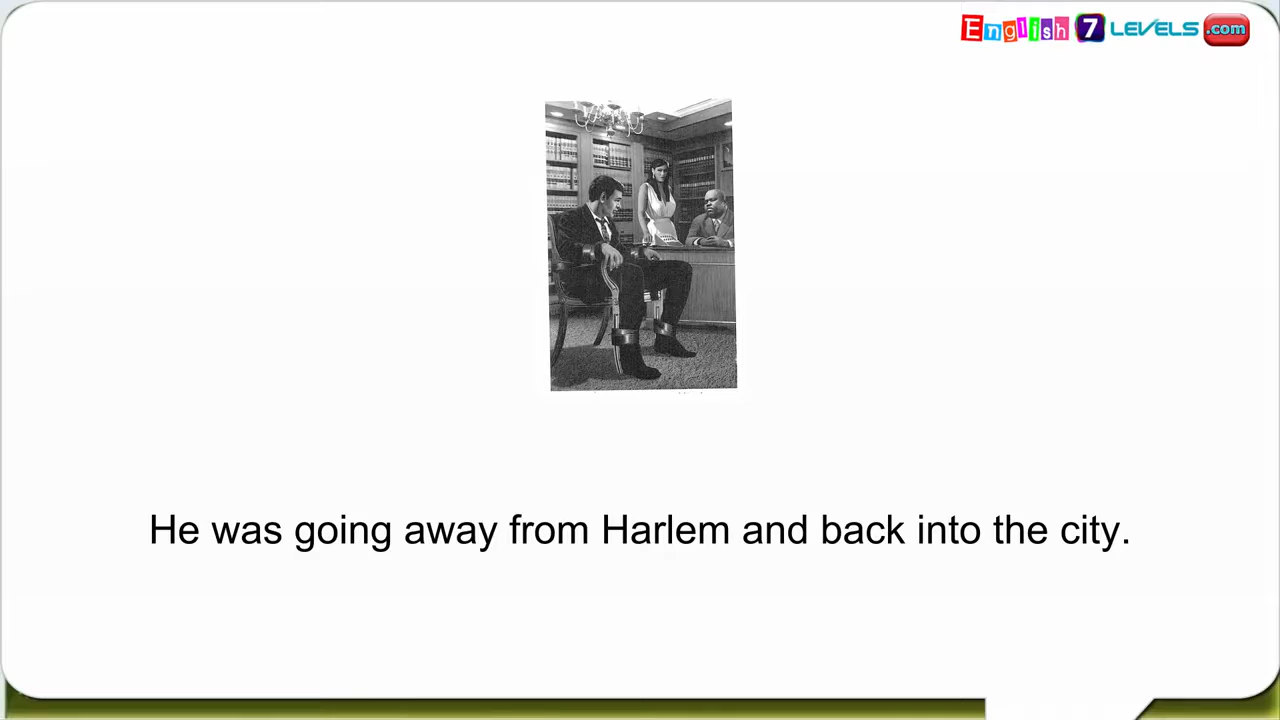 English 7 LEVELS .com
He was going away from Harlem and back into the city.